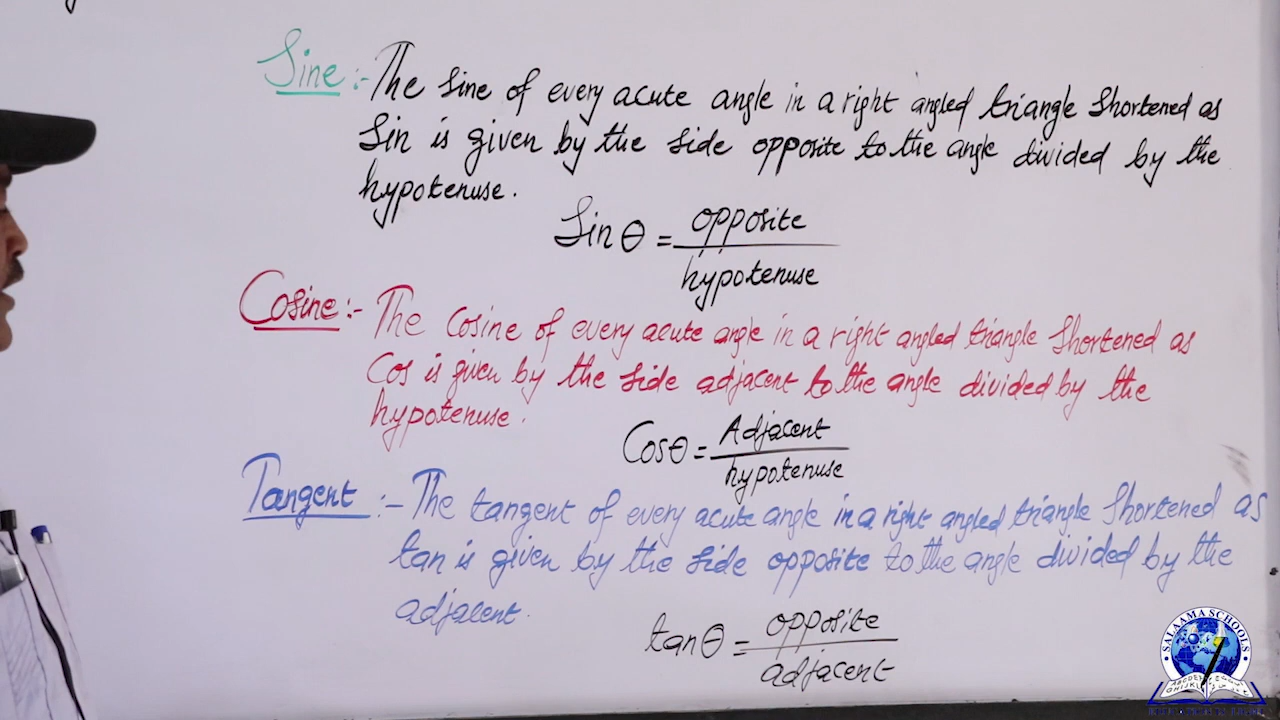 Sine :- The sine of every acute angle in a right angled triangle shortened as
Sin is given by the side opposite to the angle divided by the
hypotenuse.
Sin θ = opposite
hypotenuse
Cosine :- The Cosine of every acute angle in a right angled triangle shortened as
Cos is given by the side adjacent to the angle divided by the
hypotenuse.
Cosθ = Adjacent
hypotenuse
Tangent :- The tangent of every acute angle in a right angled triangle shortened as
tan is given by the side opposite to the angle divided by the
adjacent.
tanθ = opposite
adjacent
SALAAMA SCHOOLS